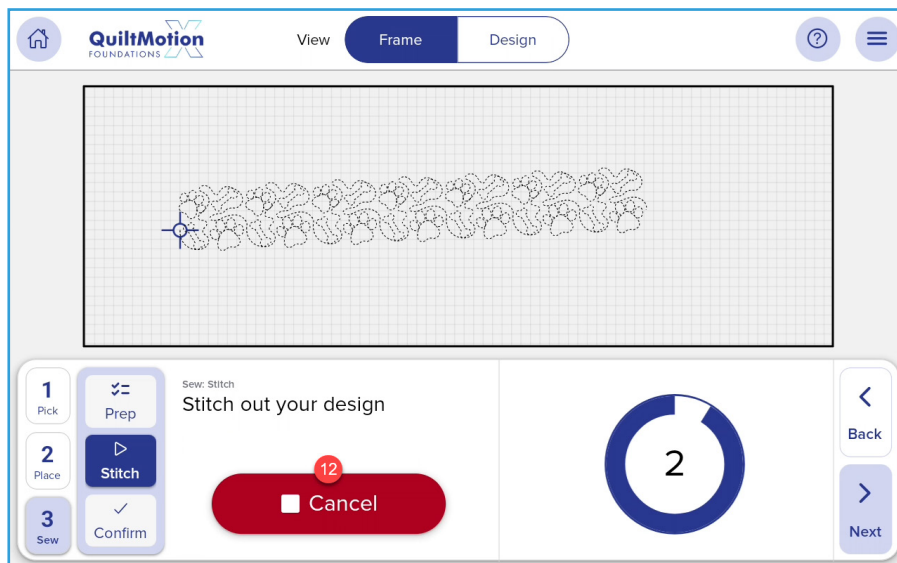 QuiltMotion
FOUNDATIONS
View
Frame
Design
?
1
Pick
2
Place
3
Sew
Prep
Stitch
Confirm
Sew: Stitch
Stitch out your design
12
Cancel
2
Back
Next